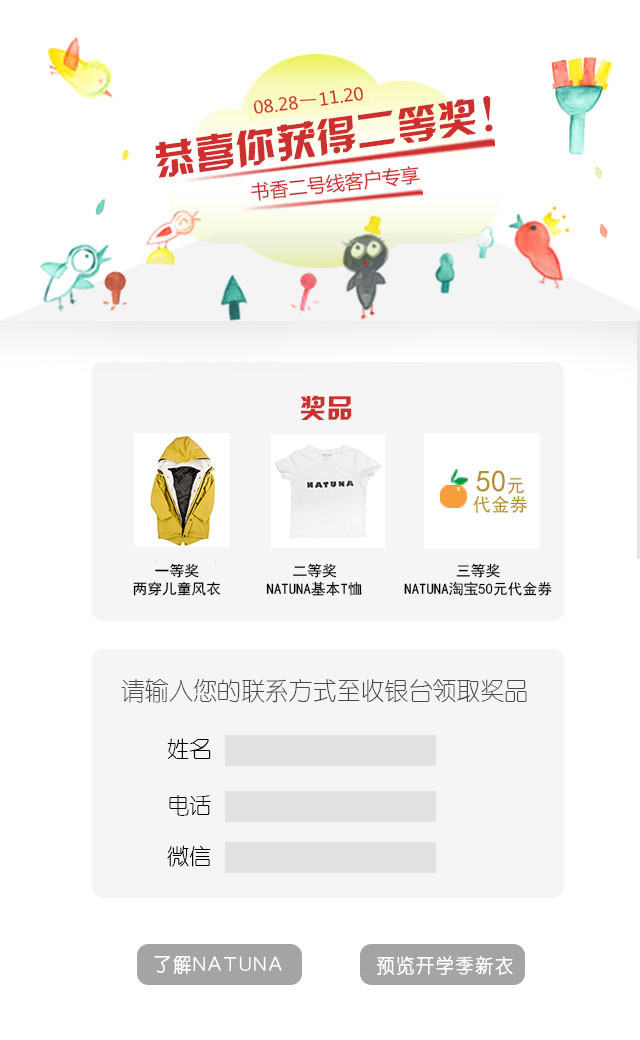 08.28—11.20
恭喜你获得二等奖!
书香二号线客户专享
奖品
NATUNA
50元
代金券
一等奖
两穿儿童风衣
二等奖
NATUNA基本T恤
三等奖
NATUNA淘宝50元代金券
请输入您的联系方式至收银台领取奖品
姓名
电话
微信
了解NATUNA
预览开学季新衣